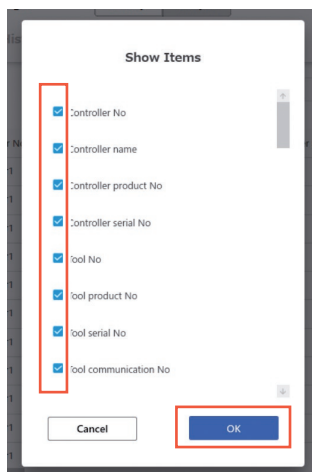 Show Items
Controller No
Controller name
Controller product No
Controller serial No
Tool No
Tool product No
Tool serial No
Tool communication No
Cancel
OK